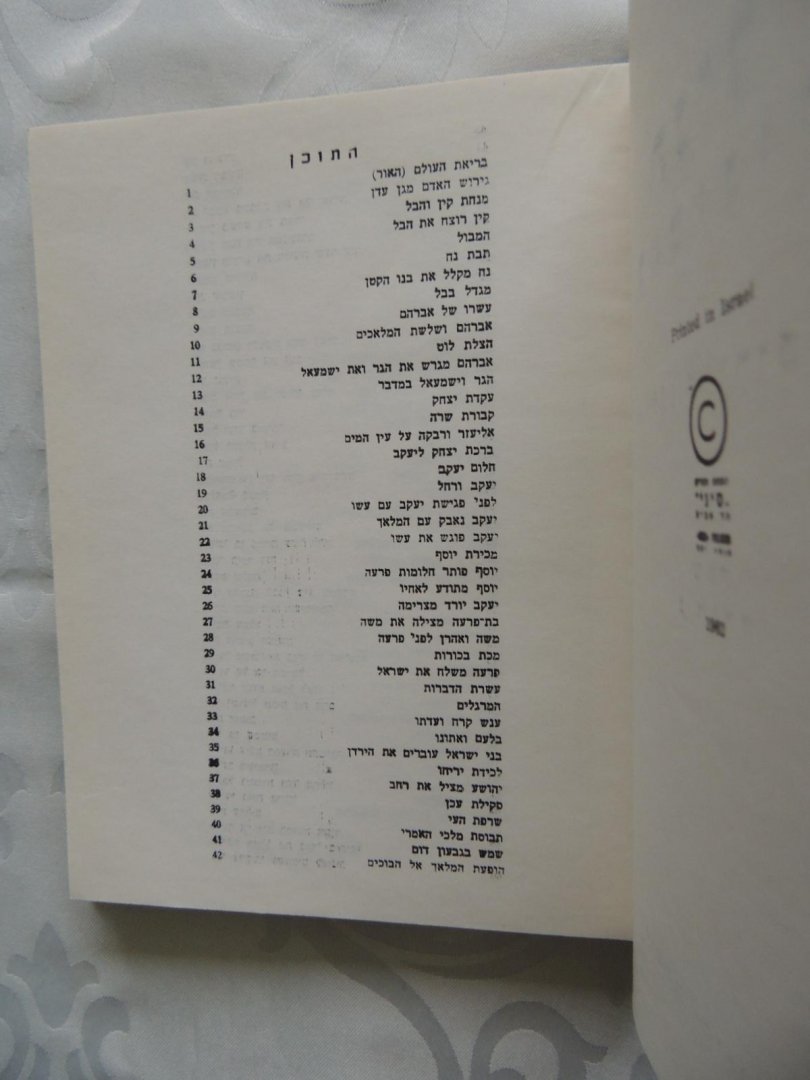 התוכן
בריאת העולם (האור) 1
גירוש האדם מגן עדן 2
מנחת קין והבל 3
קין רוצח את הבל 4
המבול 5
תבת נח 6
נח מקלל את בנו הקטן 7
מגדל בבל 8
עשרו של אברהם 9
אברהם ושלשת המלאכים 10
הצלת לוט 11
אברהם מגרש את הגר ואת ישמעאל 12
הגר וישמעאל במדבר 13
עקדת יצחק 14
קבורת שרה 15
אליעזר ורבקה על עין המים 16
ברכת יצחק ליעקב 17
חלום יעקב 18
יעקב ורחל 19
לפני פגישת יעקב עם עשו 20
יעקב נאבק עם המלאך 21
יעקב פוגש את עשו 22
מכירת יוסף 23
יוסף פותר חלומות פרעה 24
יוסף מתודע לאחיו 25
יעקב יורד מצרימה 26
בת־פרעה מצילה את משה 27
משה ואהרן לפני פרעה 28
מכת בכורות 29
פרעה משלח את ישראל 30
עשרת הדברות 31
המרגלים 32
ענש קרח ועדתו 33
בלעם ואתונו 34
בני ישראל עוברים את הירדן 35
לכידת יריחו 36
יהושע מציל את רחב 37
סקילת עכן 38
שרפת העי 39
תבוסת מלכי האמרי 40
שמש בגבעון דום 41
הופעת המלאך אל הבוכים 42
Printed in Israel
©
"סיני"